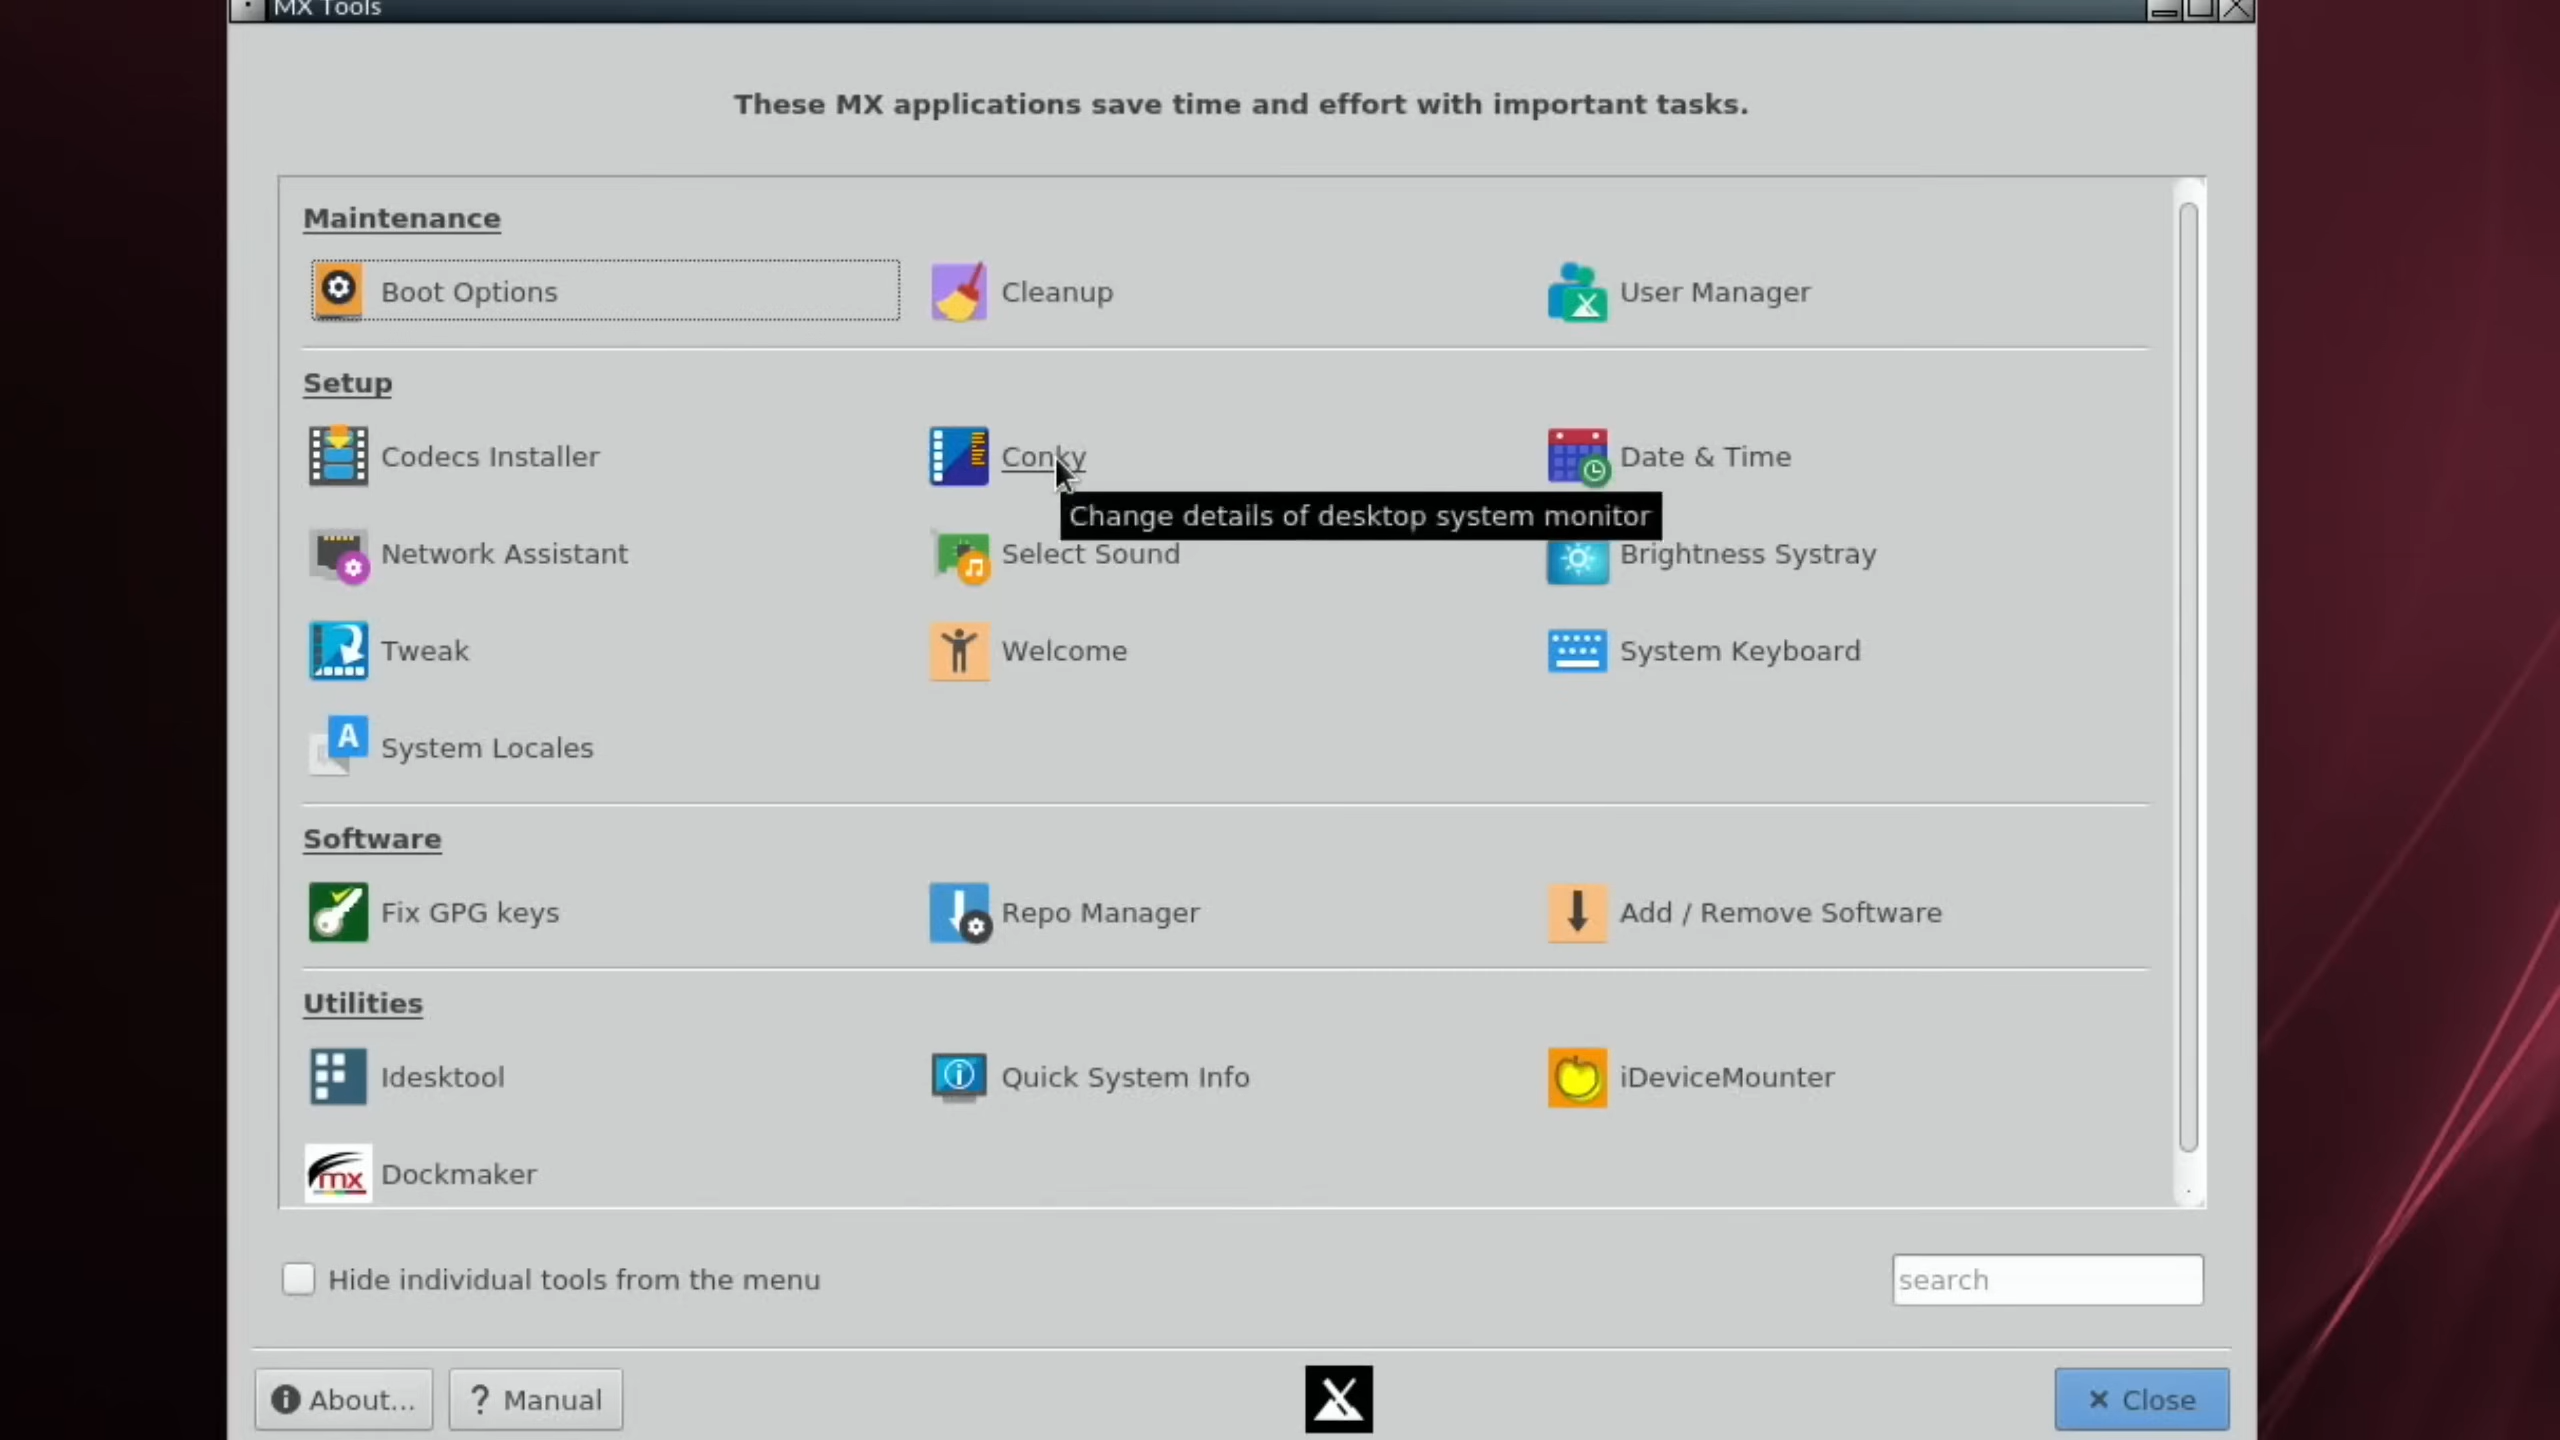 MX Tools
These MX applications save time and effort with important tasks.
Maintenance
Boot Options
Cleanup
User Manager
Setup
Codecs Installer
Conky
Date & Time
Change details of desktop system monitor
Network Assistant
Select Sound
Brightness Systray
Tweak
Welcome
System Keyboard
System Locales
Software
Fix GPG keys
Repo Manager
Add / Remove Software
Utilities
Idesktool
Quick System Info
iDeviceMounter
mx
Dockmaker
Hide individual tools from the menu
search
About...
? Manual
Close